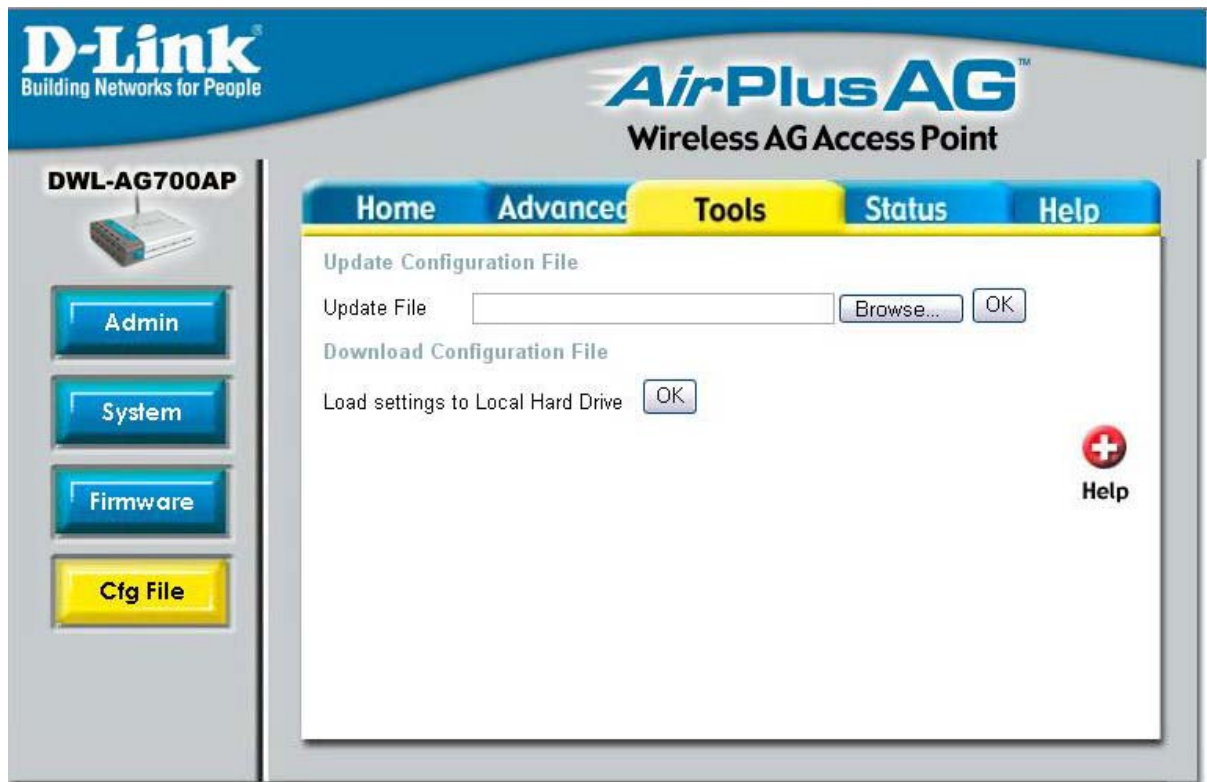 D-Link®
Building Networks for People
AirPlus AG™
Wireless AG Access Point
DWL-AG700AP
Home Advanced Tools Status Help
Admin
System
Firmware
Cfg File
Update Configuration File
Update File Browse... OK
Download Configuration File
Load settings to Local Hard Drive OK
Help